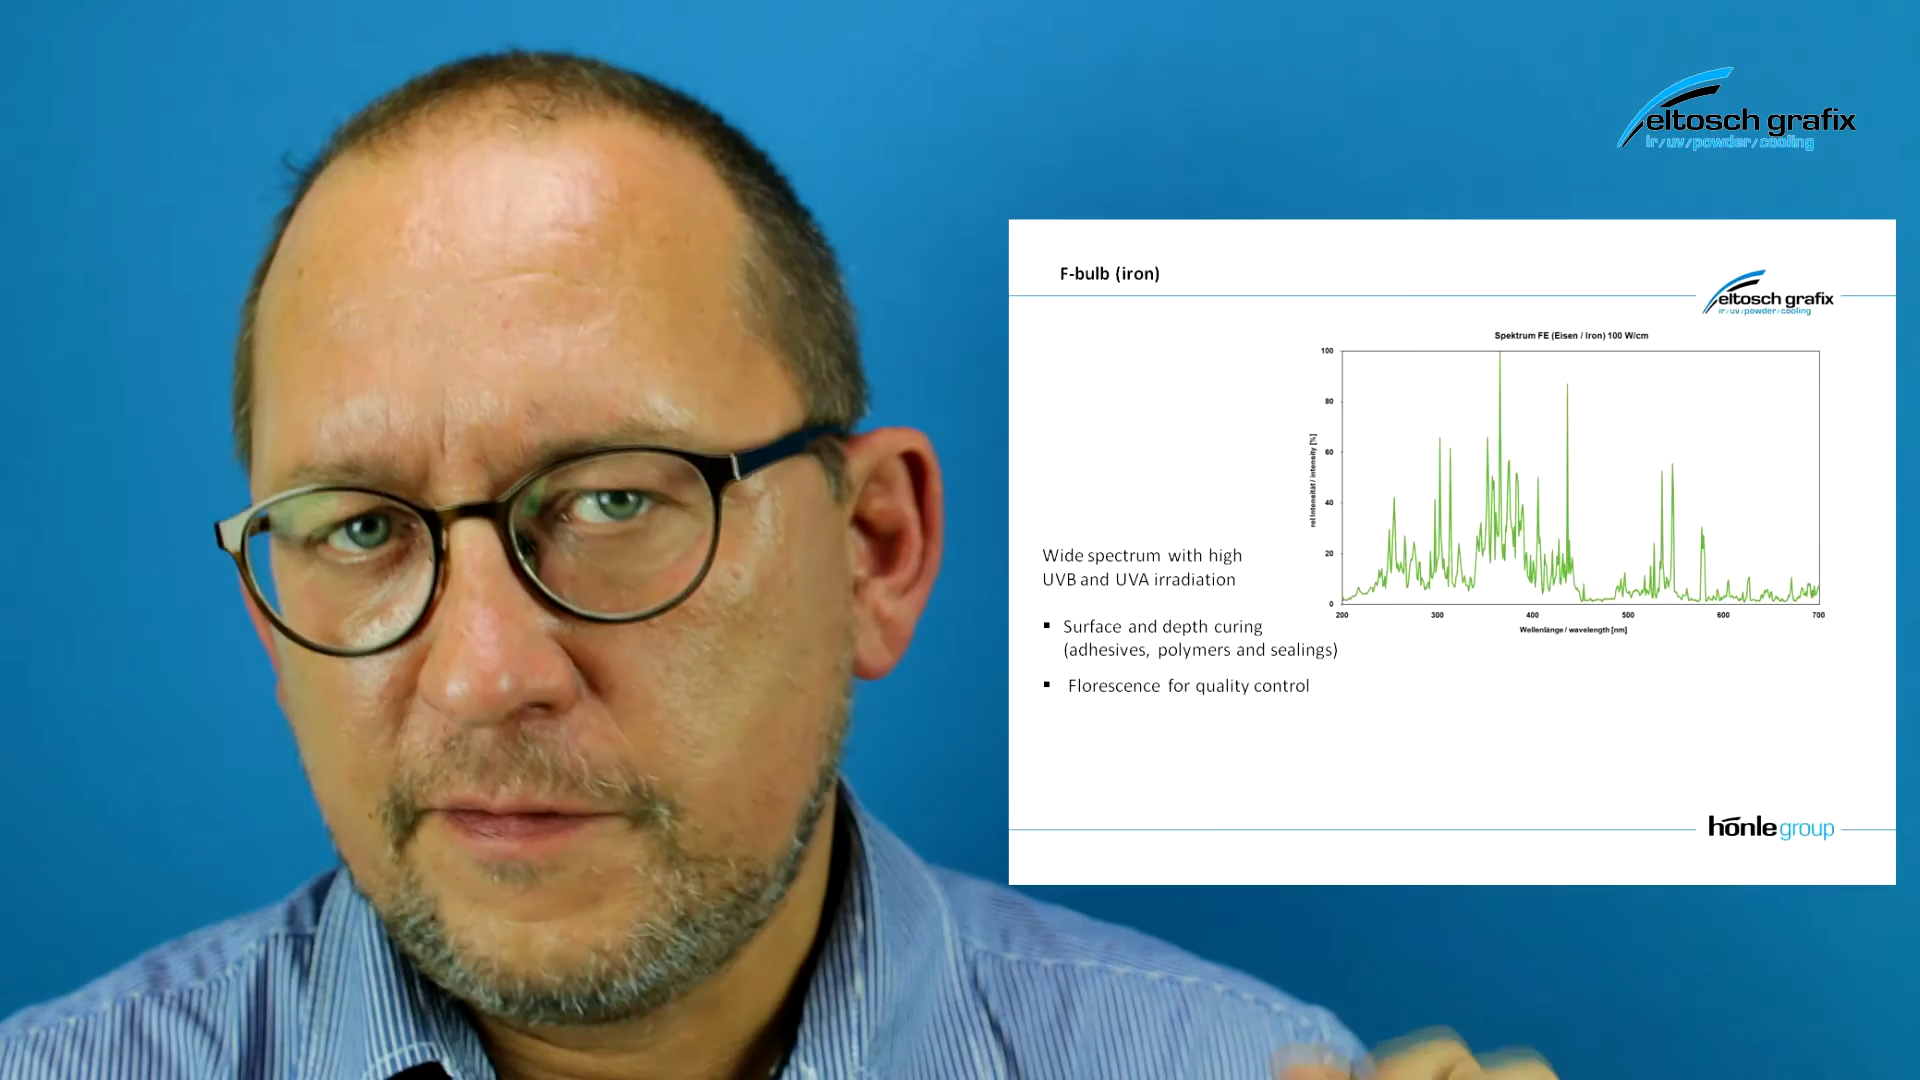 eltosch grafix
ir/uv/powder/cooling
F-bulb (iron)
eltosch grafix
ir/uv/powder/cooling
Spektrum FE (Eisen / Iron) 100 W/cm
100
80
60
40
20
0
rel Intensität / intensity [%]
200 300 400 500 600 700
Wellenlänge / wavelength [nm]
Wide spectrum with high
UVB and UVA irradiation
▪ Surface and depth curing
(adhesives, polymers and sealings)
▪ Florescence for quality control
hönle group